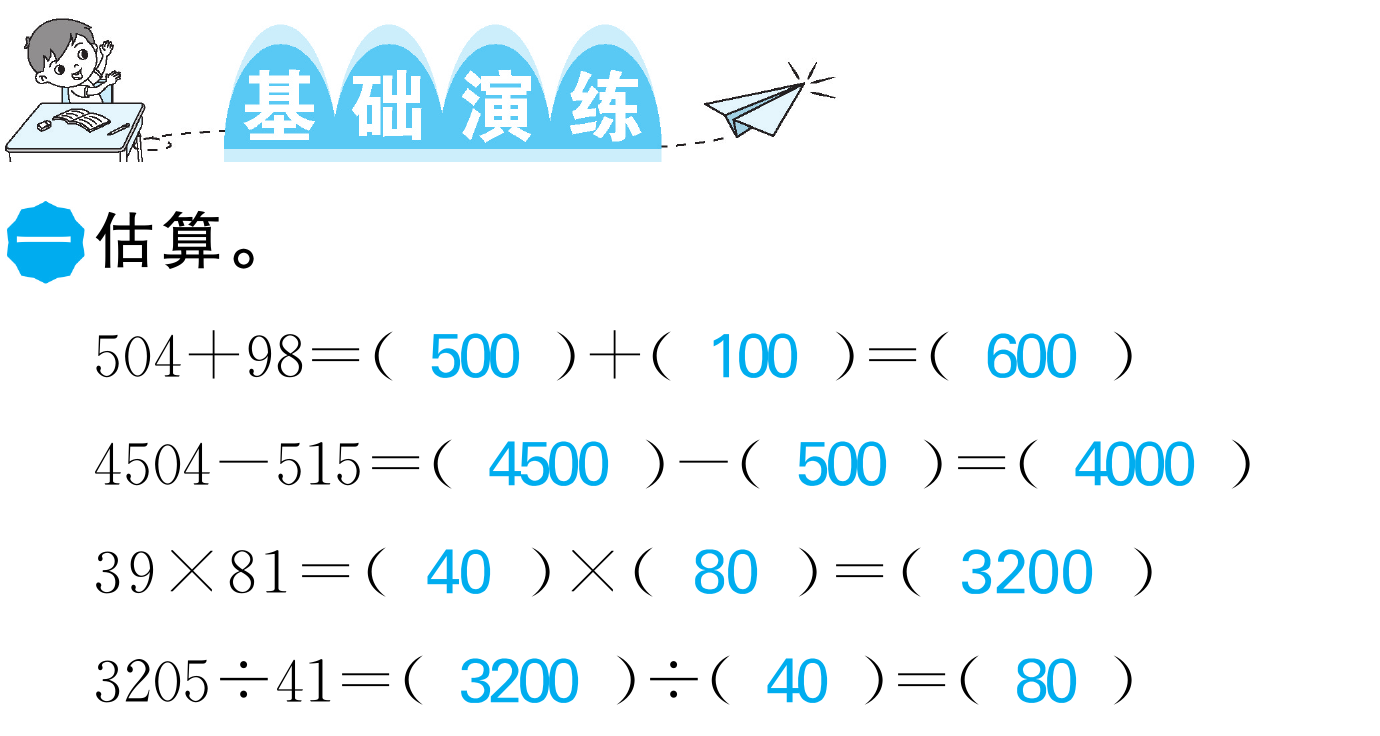 基础演练
一 估算。
504+98=( 500 )+( 100 )=( 600 )
4504-515=( 4500 )-( 500 )=( 4000 )
39×81=( 40 )×( 80 )=( 3200 )
3205÷41=( 3200 )÷( 40 )=( 80 )